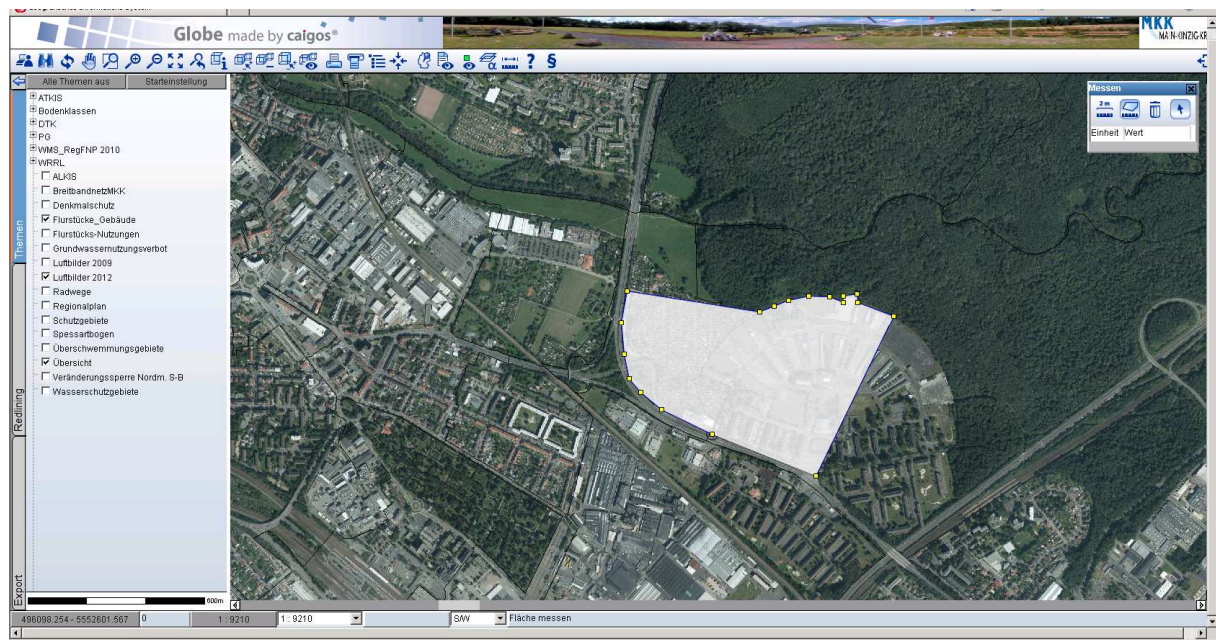 Globe made by caigos®
MKK
MAIN-KINZIG-KR
Alle Themen aus Starteinstellung
Messen
2 m
Einheit Wert
ATKIS
Bodenklassen
DTK
PG
WMS_RegFNP 2010
WRRL
ALKIS
BreitbandnetzMKK
Denkmalschutz
Flurstücke_Gebäude
Flurstücks-Nutzungen
Grundwassernutzungsverbot
Luftbilder 2009
Luftbilder 2012
Radwege
Regionalplan
Schutzgebiete
Spessartbogen
Überschwemmungsgebiete
Übersicht
Veränderungssperre Nordm. S-B
Wasserschutzgebiete
Themen
Redlining
Export
600m
496098.254 - 5552601.567 0 1 : 9210 1 : 9210 S/W Fläche messen